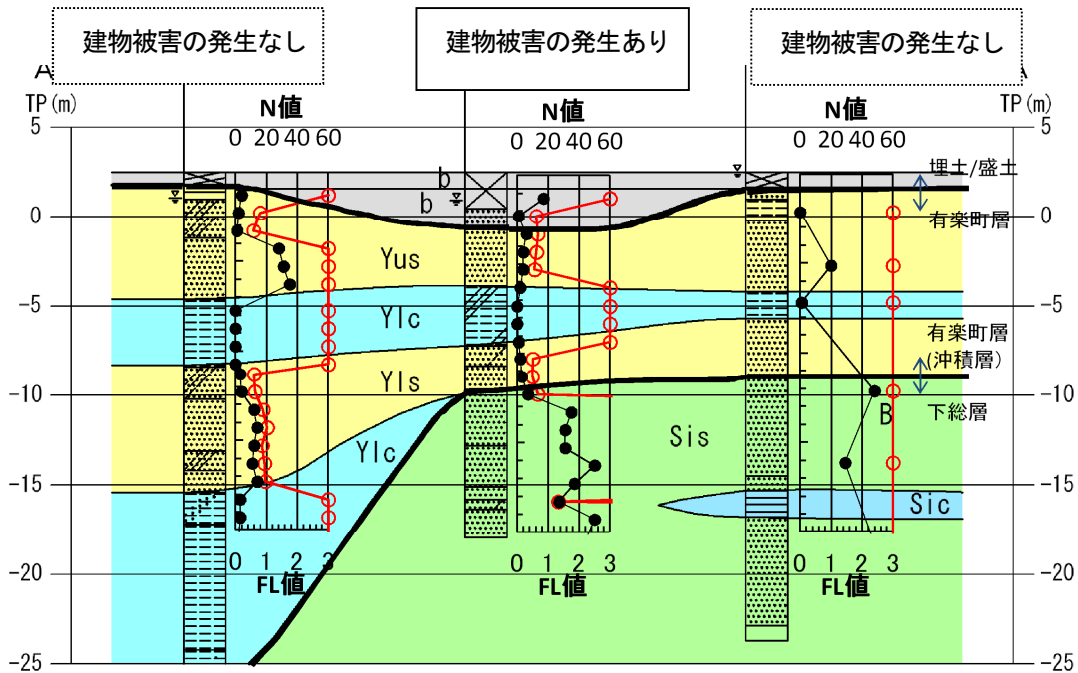 建物被害の発生なし
建物被害の発生あり
建物被害の発生なし
TP(m)
N値
N値
N値
TP(m)
5
0 20 40 60
0 20 40 60
0 20 40 60
5
埋土/盛土
b
b
0
0
有楽町層
Yus
-5
Ylc
-5
有楽町層
(沖積層)
Yls
-10
-10
B
下総層
Sis
Ylc
-15
-15
Sic
0 1 2 3
0 1 2 3
0 1 2 3
FL値
FL値
FL値
-20
-20
-25
-25